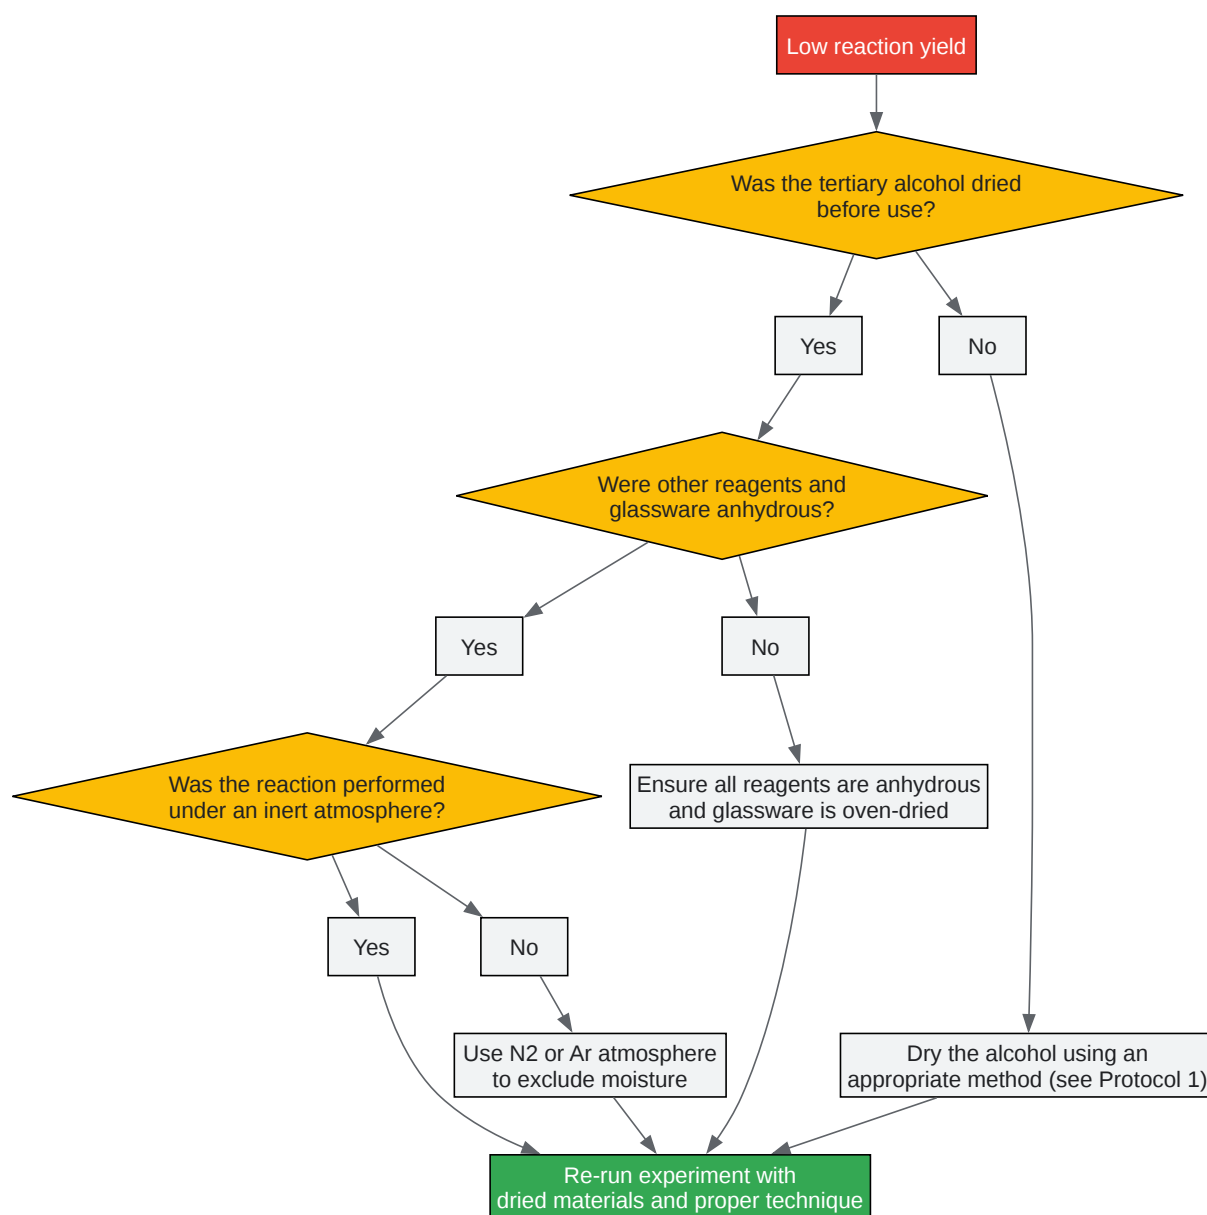 Low reaction yield
Was the tertiary alcohol dried
before use?
Yes
No
Were other reagents and
glassware anhydrous?
Yes
No
Was the reaction performed
under an inert atmosphere?
Ensure all reagents are anhydrous
and glassware is oven-dried
Yes
No
Use N2 or Ar atmosphere
to exclude moisture
Dry the alcohol using an
appropriate method (see Protocol 1)
Re-run experiment with
dried materials and proper technique